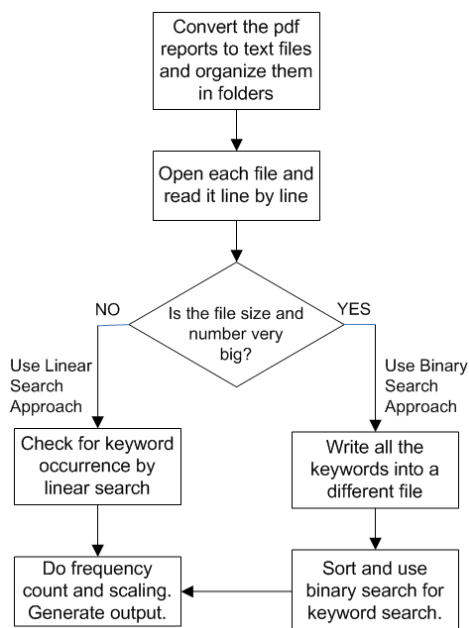 Convert the pdf
reports to text files
and organize them
in folders
Open each file and
read it line by line
Is the file size and
number very
big?
NO
YES
Use Linear
Search
Approach
Use Binary
Search
Approach
Check for keyword
occurrence by
linear search
Write all the
keywords into a
different file
Do frequency
count and scaling.
Generate output.
Sort and use
binary search for
keyword search.